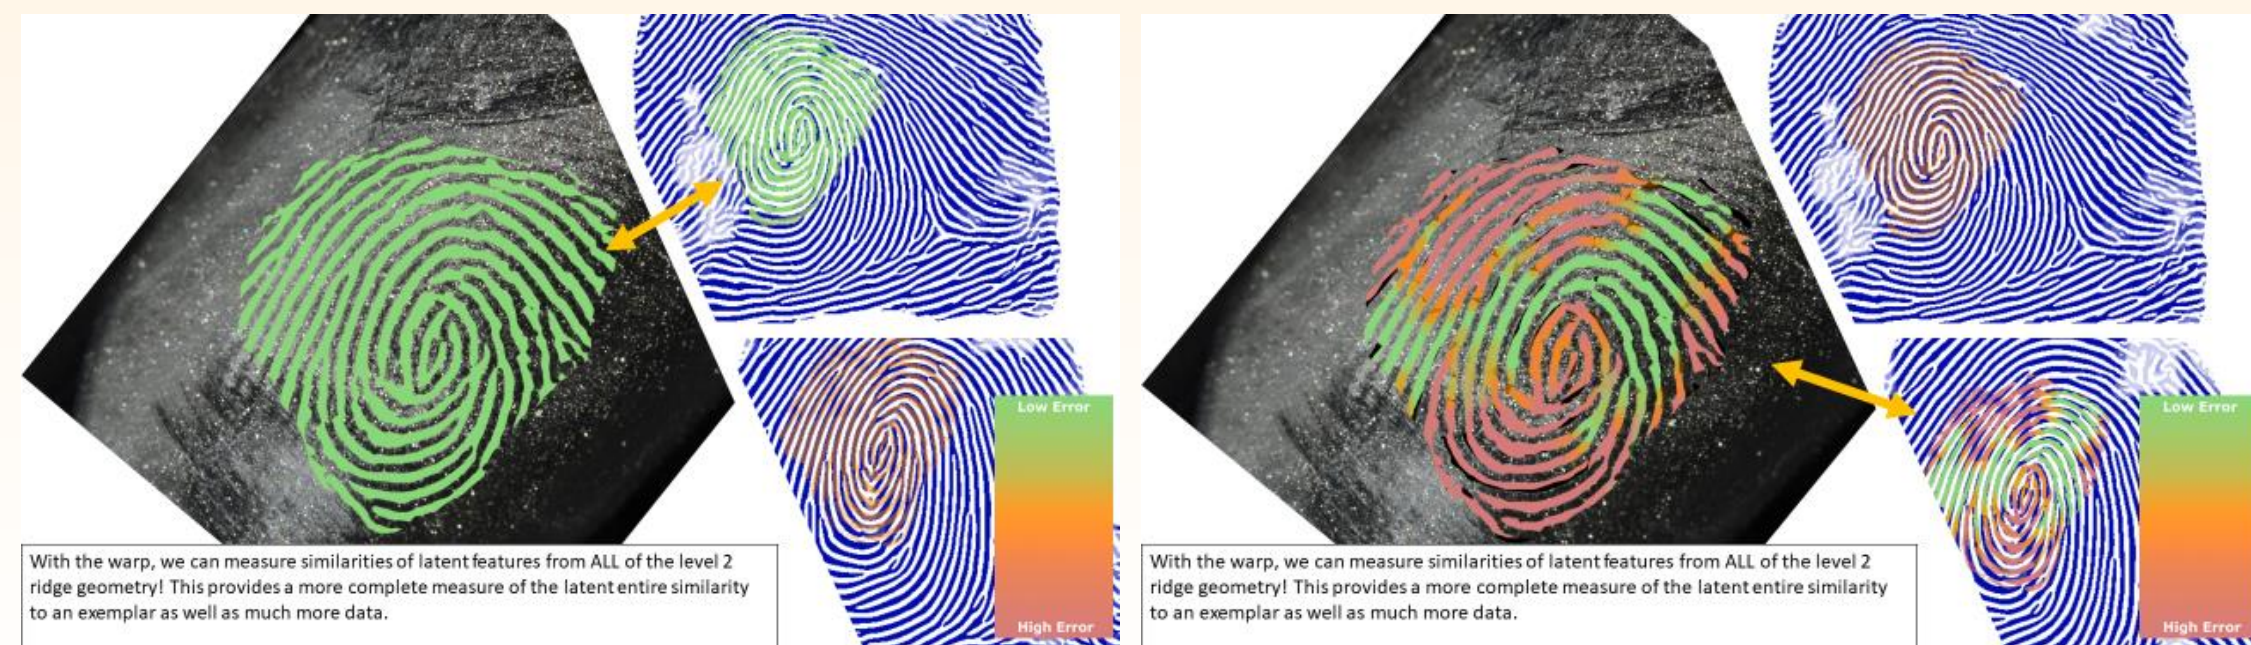 Low Error
High Error
With the warp, we can measure similarities of latent features from ALL of the level 2
ridge geometry! This provides a more complete measure of the latent entire similarity
to an exemplar as well as much more data.
Low Error
High Error
With the warp, we can measure similarities of latent features from ALL of the level 2
ridge geometry! This provides a more complete measure of the latent entire similarity
to an exemplar as well as much more data.